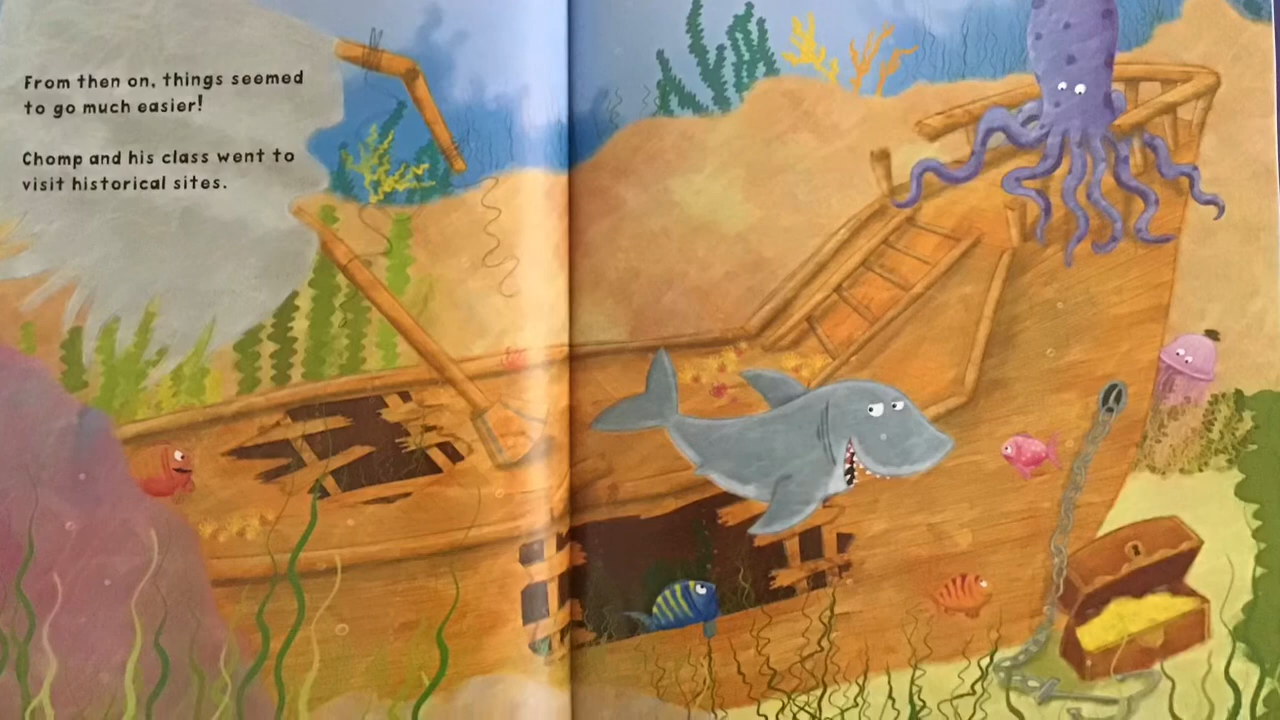 From then on, things seemed
to go much easier!
Chomp and his class went to
visit historical sites.